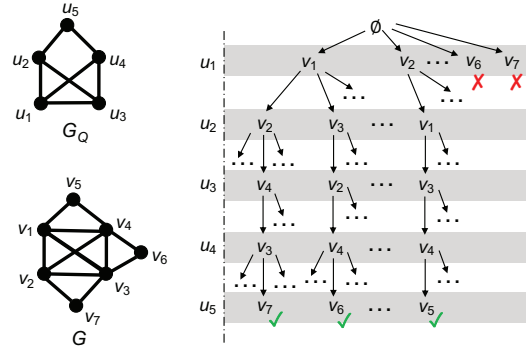 u5
u2 u4
u1 u3
GQ
v5
v1 v4
v6
v2 v3
v7
G
∅
u1 v1 v2 ... v6 v7
✗ ✗
... ...
u2 v2 v3 ... v1
... ... ... ...
u3 v4 v2 ... v3
... ... ...
u4 v3 v4 ... v4
... ... ... ... ...
u5 v7 v6 ... v5
✓ ✓ ✓